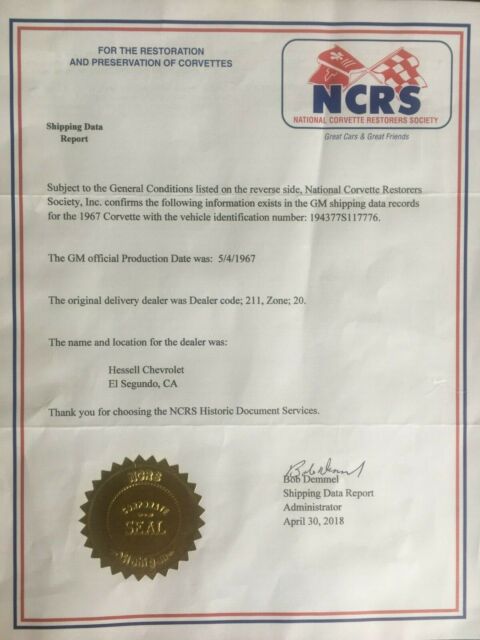 FOR THE RESTORATION
AND PRESERVATION OF CORVETTES
NCRS
NATIONAL CORVETTE RESTORERS SOCIETY
Great Cars & Great Friends
Shipping Data
Report
Subject to the General Conditions listed on the reverse side, National Corvette Restorers
Society, Inc. confirms the following information exists in the GM shipping data records
for the 1967 Corvette with the vehicle identification number: 194377S117776.
The GM official Production Date was: 5/4/1967
The original delivery dealer was Dealer code; 211, Zone; 20.
The name and location for the dealer was:
Hessell Chevrolet
El Segundo, CA
Thank you for choosing the NCRS Historic Document Services.
NCRS
CORPORATE
SEAL
Michigan
Bob Demmel
Bob Demmel
Shipping Data Report
Administrator
April 30, 2018